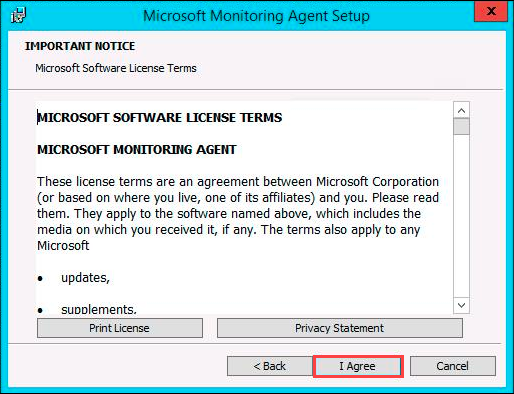 Microsoft Monitoring Agent Setup
X
IMPORTANT NOTICE
Microsoft Software License Terms
MICROSOFT SOFTWARE LICENSE TERMS
MICROSOFT MONITORING AGENT
These license terms are an agreement between Microsoft Corporation
(or based on where you live, one of its affiliates) and you. Please read
them. They apply to the software named above, which includes the
media on which you received it, if any. The terms also apply to any
Microsoft
• updates,
• supplements,
Print License
Privacy Statement
< Back
I Agree
Cancel